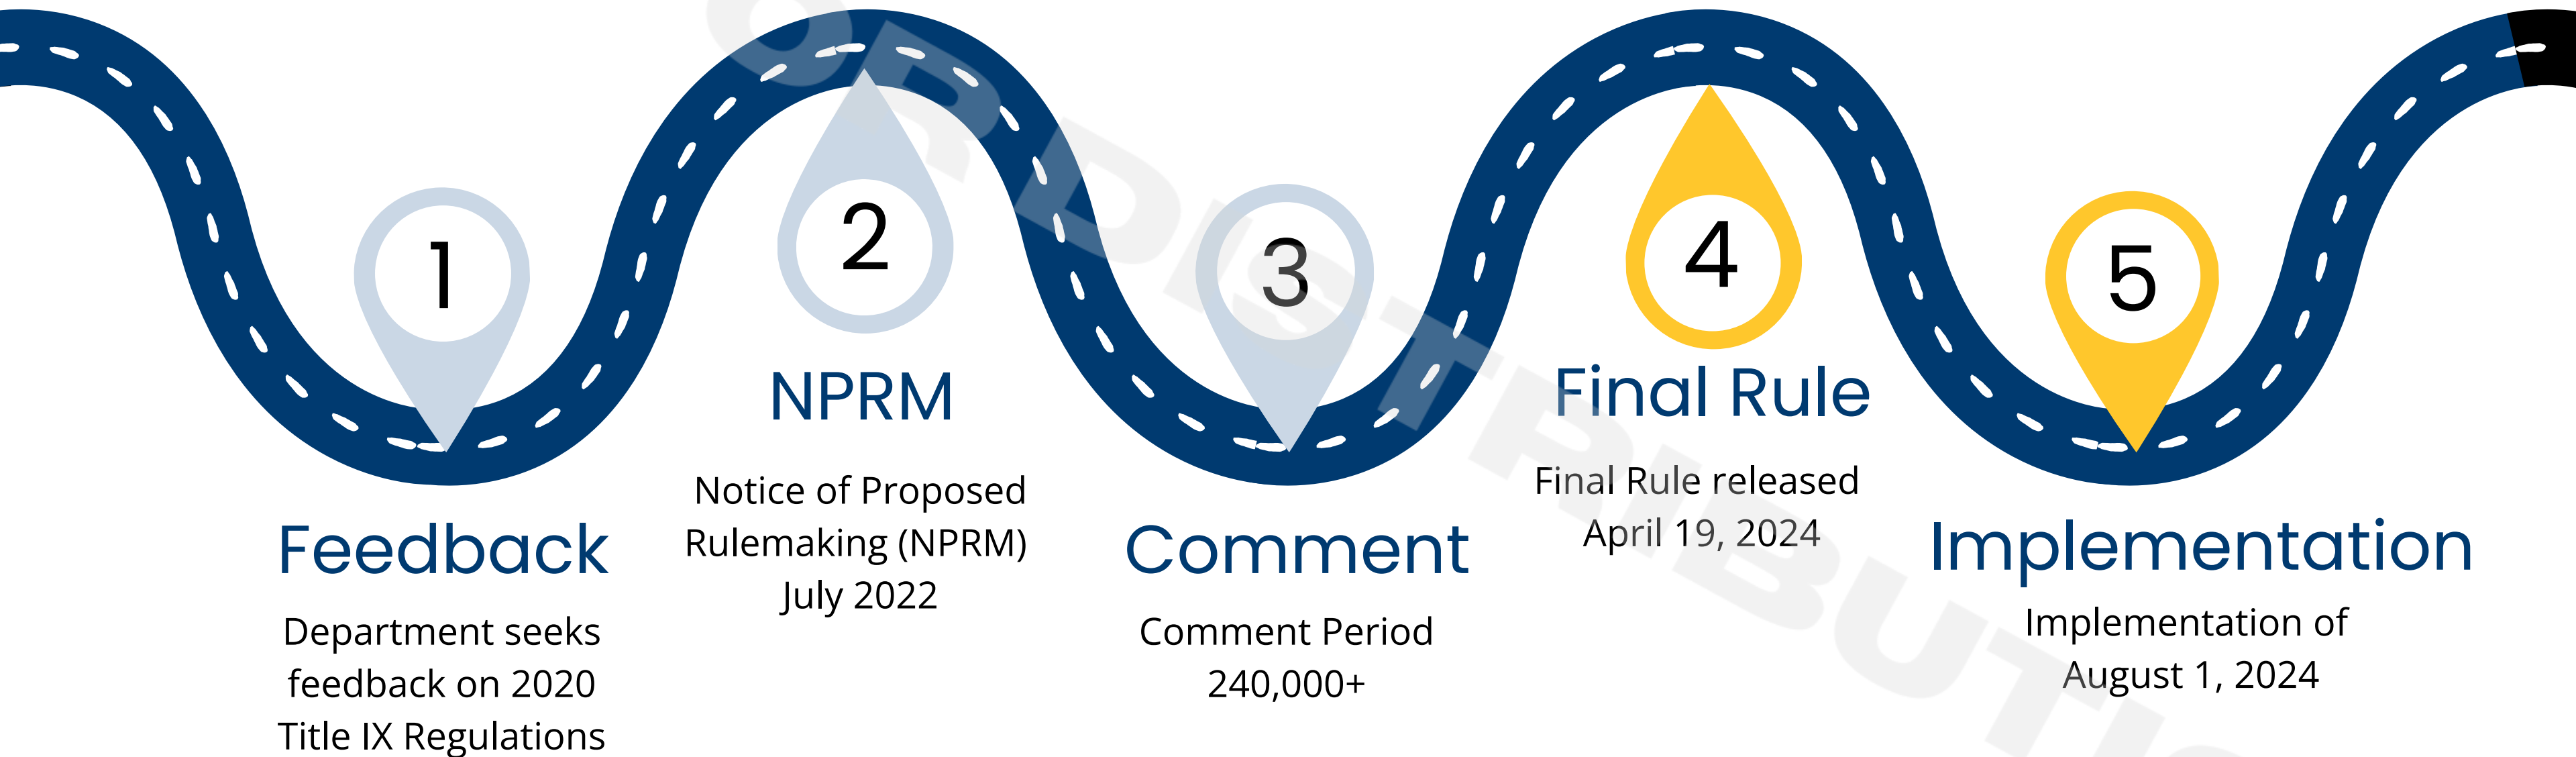 1
Feedback
Department seeks
feedback on 2020
Title IX Regulations
2
NPRM
Notice of Proposed
Rulemaking (NPRM)
July 2022
3
Comment
Comment Period
240,000+
4
Final Rule
Final Rule released
April 19, 2024
5
Implementation
Implementation of
August 1, 2024
OR DISTRIBUTIO